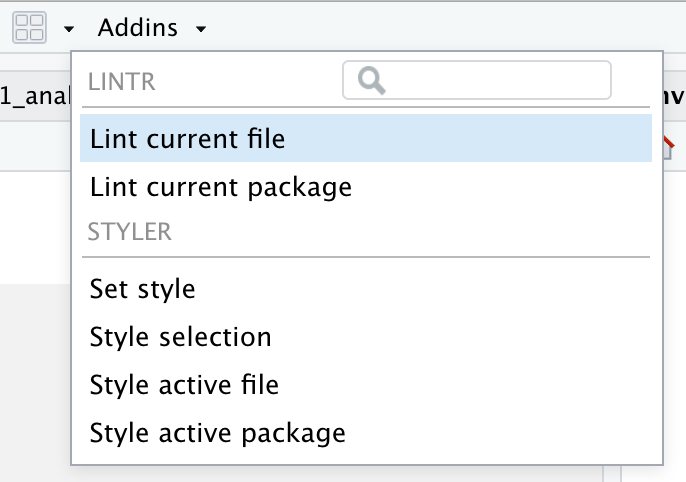 Addins
LINTR
Lint current file
Lint current package
STYLER
Set style
Style selection
Style active file
Style active package